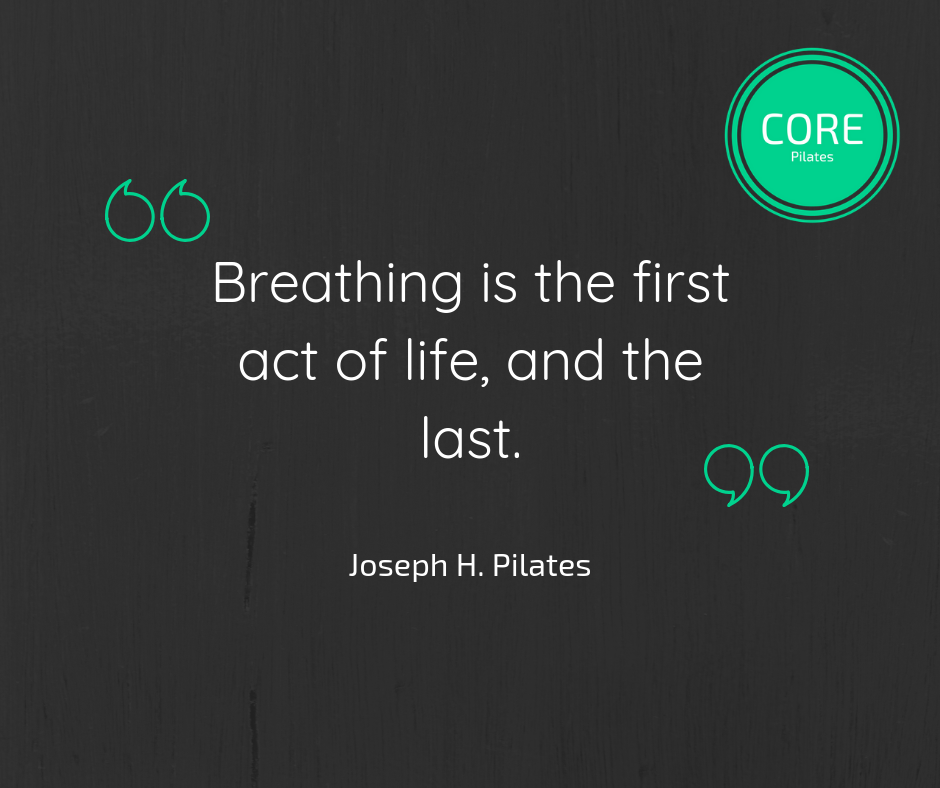 CORE
Pilates
Breathing is the first
act of life, and the
last.
Joseph H. Pilates